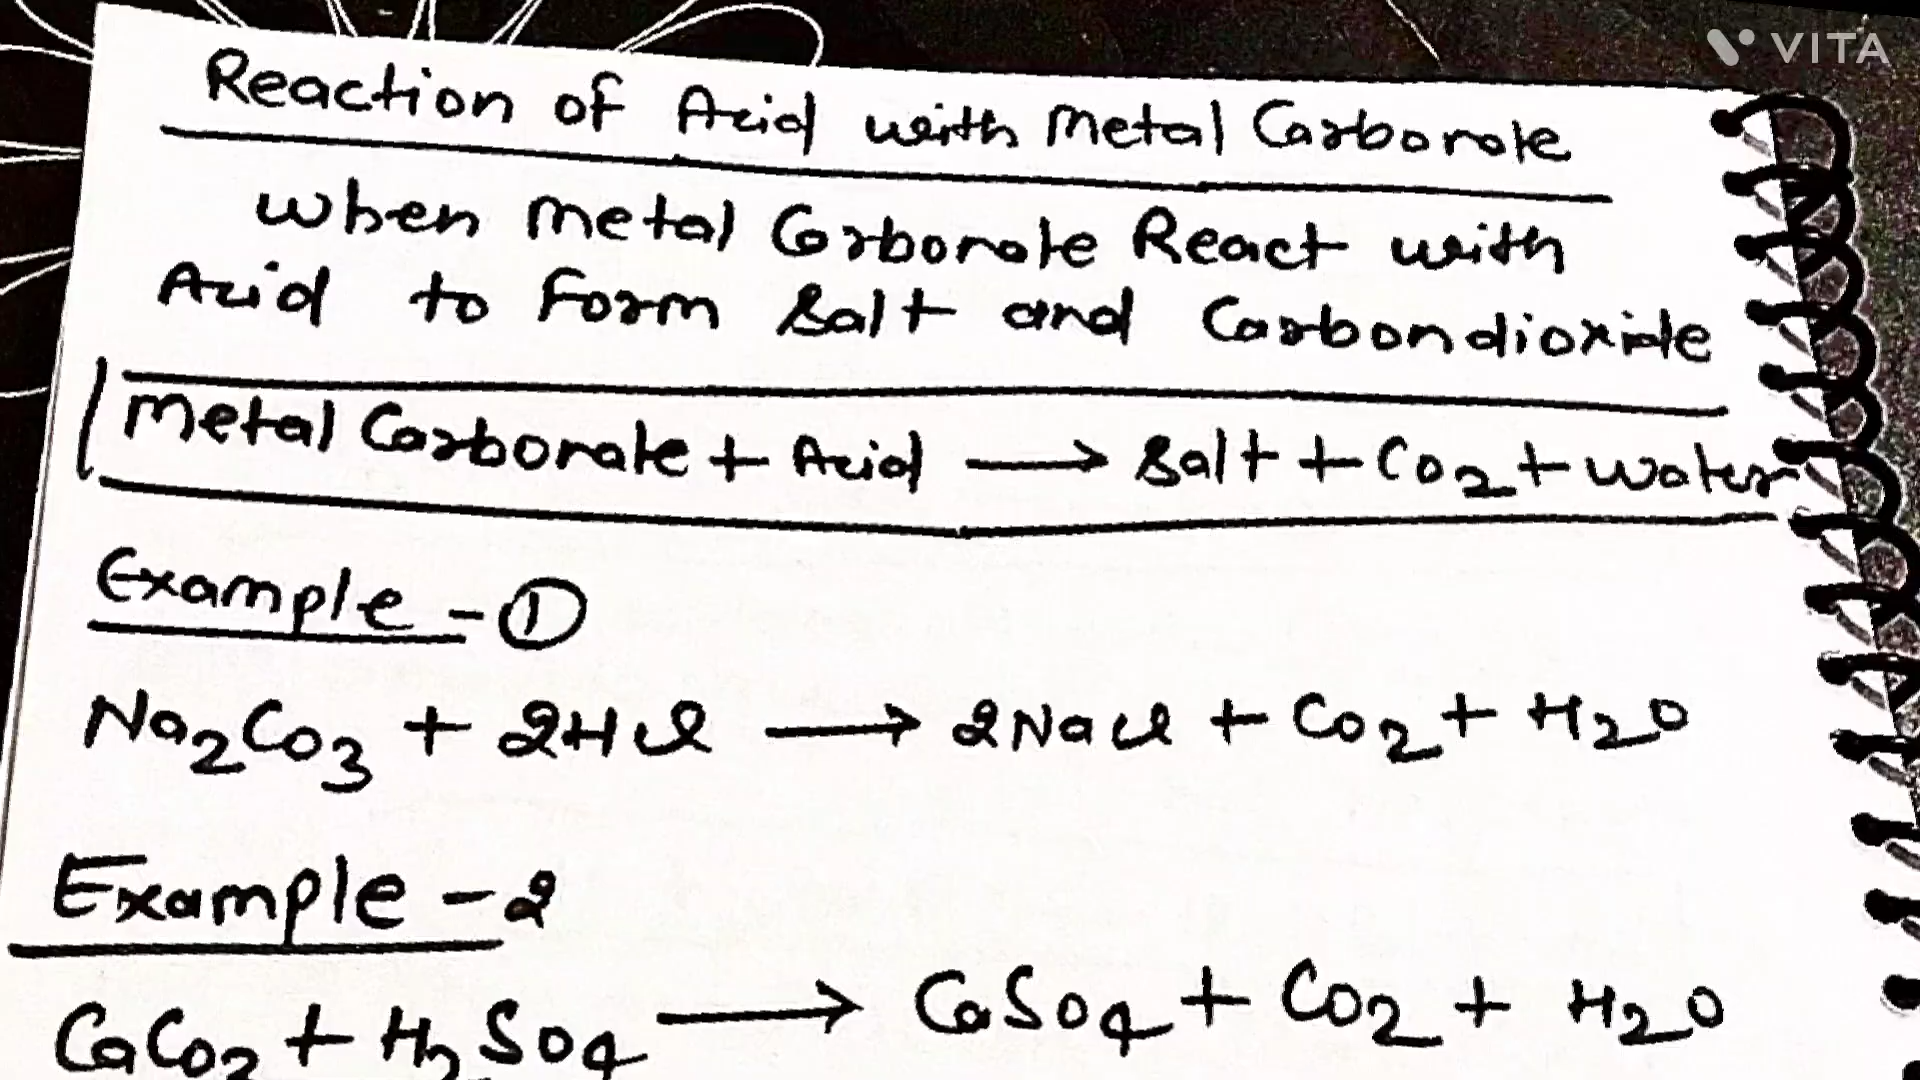 VITA
Reaction of Acid with Metal Carbonate
when Metal Carbonate React with
Acid to Form Salt and Carbondioxide
Metal Carbonate + Acid → Salt + CO2 + Water
Example - ①
Na2CO3 + 2HCl → 2NaCl + CO2 + H2O
Example - 2
CaCO3 + H2SO4 → CaSO4 + CO2 + H2O